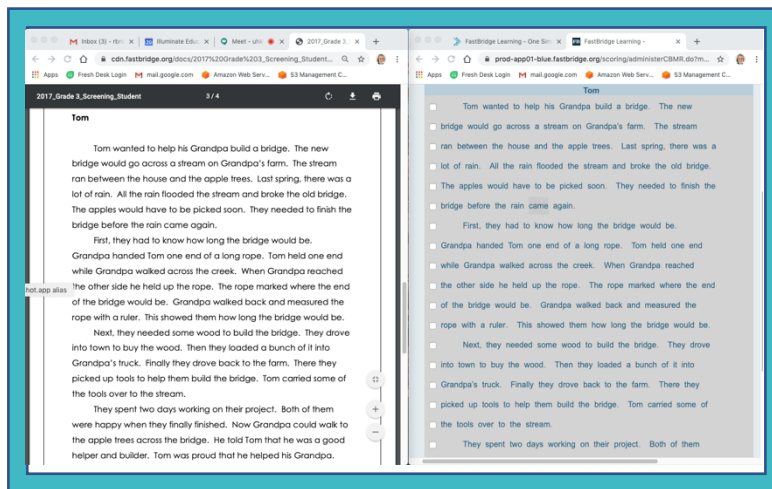 Inbox (3) - rbro
Illuminate Educ
Meet - uhk
2017_Grade 3_
cdn.fastbridge.org/docs/2017%20Grade%203_Screening_Student...
Apps Fresh Desk Login mail.google.com Amazon Web Serv... S3 Management C...
2017_Grade 3_Screening_Student 3 / 4
Tom
Tom wanted to help his Grandpa build a bridge. The new
bridge would go across a stream on Grandpa's farm. The stream
ran between the house and the apple trees. Last spring, there was a
lot of rain. All the rain flooded the stream and broke the old bridge.
The apples would have to be picked soon. They needed to finish the
bridge before the rain came again.
First, they had to know how long the bridge would be.
Grandpa handed Tom one end of a long rope. Tom held one end
while Grandpa walked across the creek. When Grandpa reached
the other side he held up the rope. The rope marked where the end
of the bridge would be. Grandpa walked back and measured the
rope with a ruler. This showed them how long the bridge would be.
Next, they needed some wood to build the bridge. They drove
into town to buy the wood. Then they loaded a bunch of it into
Grandpa's truck. Finally they drove back to the farm. There they
picked up tools to help them build the bridge. Tom carried some of
the tools over to the stream.
They spent two days working on their project. Both of them
were happy when they finally finished. Now Grandpa could walk to
the apple trees across the bridge. He told Tom that he was a good
helper and builder. Tom was proud that he helped his Grandpa.
hot.app alias
FastBridge Learning – One Sim
FastBridge Learning -
prod-app01-blue.fastbridge.org/scoring/administerCBMR.do?m...
Apps Fresh Desk Login mail.google.com Amazon Web Serv... S3 Management C...
Tom
Tom wanted to help his Grandpa build a bridge. The new
bridge would go across a stream on Grandpa's farm. The stream
ran between the house and the apple trees. Last spring, there was a
lot of rain. All the rain flooded the stream and broke the old bridge.
The apples would have to be picked soon. They needed to finish the
bridge before the rain came again.
First, they had to know how long the bridge would be.
Grandpa handed Tom one end of a long rope. Tom held one end
while Grandpa walked across the creek. When Grandpa reached
the other side he held up the rope. The rope marked where the end
of the bridge would be. Grandpa walked back and measured the
rope with a ruler. This showed them how long the bridge would be.
Next, they needed some wood to build the bridge. They drove
into town to buy the wood. Then they loaded a bunch of it into
Grandpa's truck. Finally they drove back to the farm. There they
picked up tools to help them build the bridge. Tom carried some of
the tools over to the stream.
They spent two days working on their project. Both of them